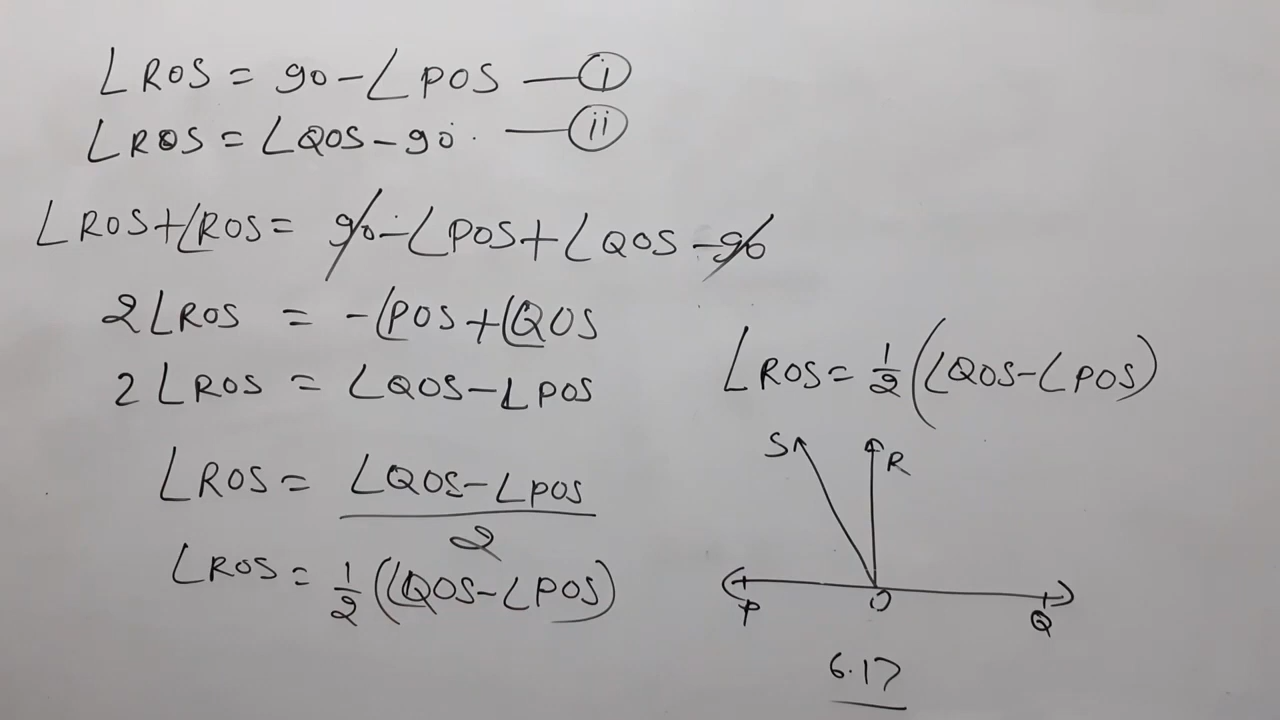 ∠ROS = 90 - ∠POS — (i)
∠ROS = ∠QOS - 90°. — (ii)
∠ROS + ∠ROS = 90 - ∠POS + ∠QOS - 90
2∠ROS = -∠POS + ∠QOS
2∠ROS = ∠QOS - ∠POS
∠ROS = ∠QOS - ∠POS
2
∠ROS = 1/2 (∠QOS - ∠POS)
∠ROS = 1/2 (∠QOS - ∠POS)
S R
P O Q
6.17